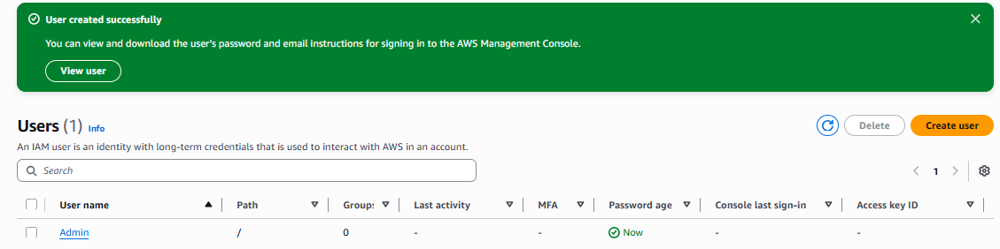 User created successfully
You can view and download the user's password and email instructions for signing in to the AWS Management Console.
View user
Users (1) Info
Delete
Create user
An IAM user is an identity with long-term credentials that is used to interact with AWS in an account.
Search
1
User name Path Groups Last activity MFA Password age Console last sign-in Access key ID
Admin / 0 - - Now - -